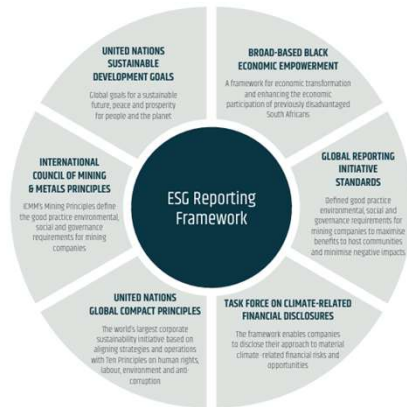 UNITED NATIONS
SUSTAINABLE
DEVELOPMENT GOALS
Global goals for a sustainable
future, peace and prosperity
for people and the planet
BROAD-BASED BLACK
ECONOMIC EMPOWERMENT
A framework for economic transformation
and enhancing the economic
participation of previously disadvantaged
South Africans
INTERNATIONAL
COUNCIL OF MINING
& METALS PRINCIPLES
ICMM's Mining Principles define
the good practice environmental,
social and governance
requirements for mining
companies
ESG Reporting
Framework
GLOBAL REPORTING
INITIATIVE
STANDARDS
Defined good practice
environmental, social and
governance requirements for
mining companies to maximise
benefits to host communities
and minimise negative impacts
UNITED NATIONS
GLOBAL COMPACT PRINCIPLES
The world's largest corporate
sustainability initiative based on
aligning strategies and operations
with Ten Principles on human rights,
labour, environment and anti
corruption
TASK FORCE ON CLIMATE-RELATED
FINANCIAL DISCLOSURES
The framework enables companies
to disclose their approach to material
climate -related financial risks and
opportunities